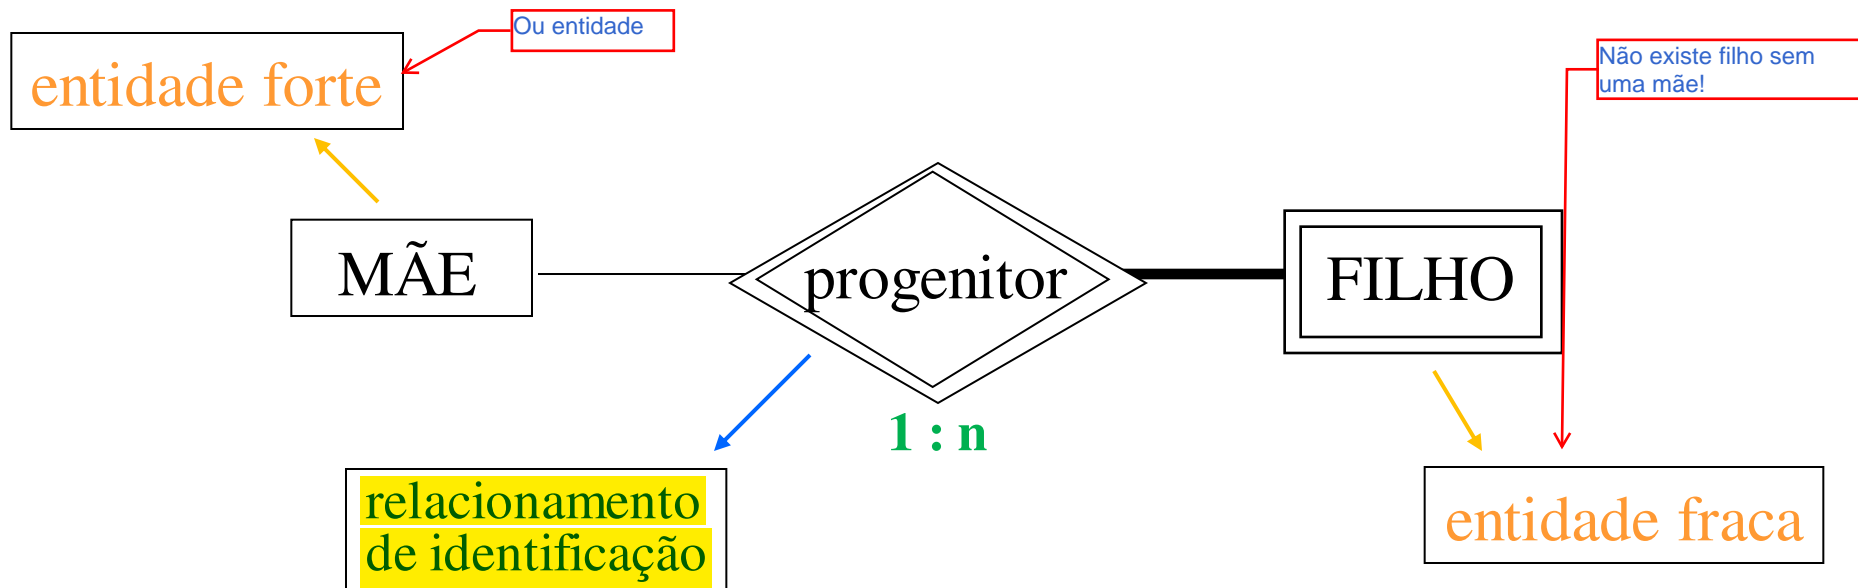 Ou entidade
entidade forte
Não existe filho sem
uma mãe!
MÃE
progenitor
FILHO
1 : n
relacionamento
de identificação
entidade fraca